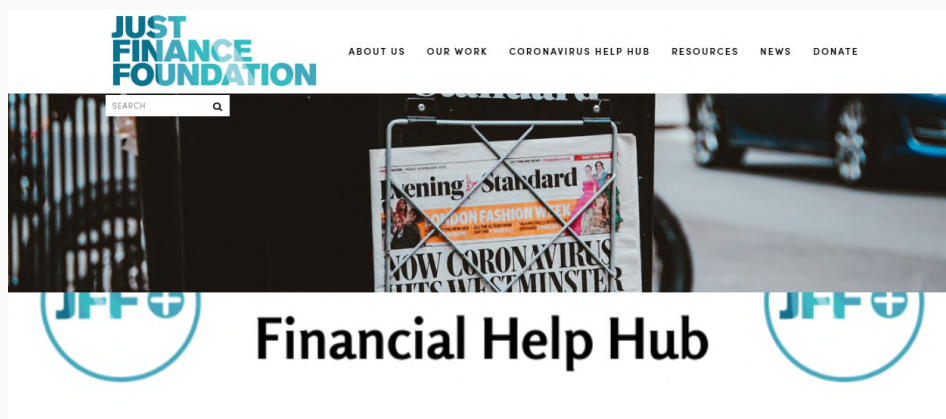 JUST
FINANCE
FOUNDATION
ABOUT US OUR WORK CORONAVIRUS HELP HUB RESOURCES NEWS DONATE
SEARCH
Standard
Evening Standard
LONDON FASHION WEEK
NOW CORONAVIRUS
HITS WESTMINSTER
JFF+ JFF+
Financial Help Hub